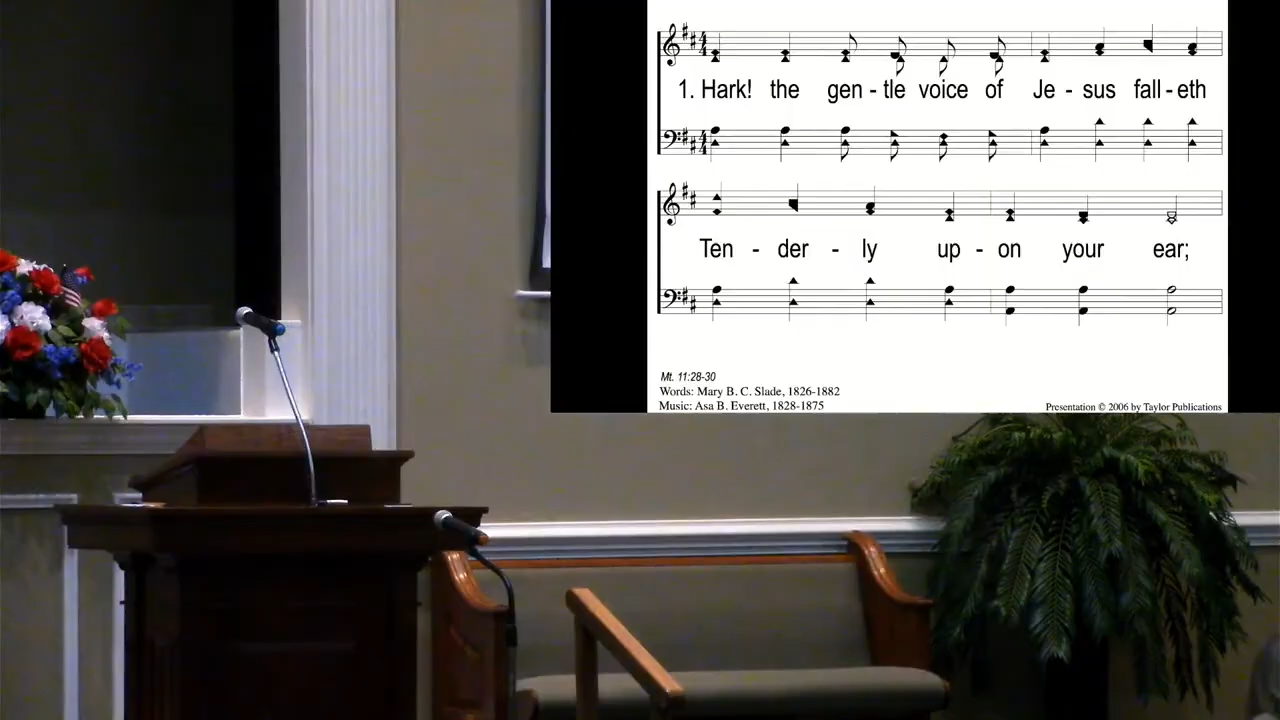 1. Hark! the gen - tle voice of Je - sus fall - eth
Ten - der - ly up - on your ear;
Mt. 11:28-30
Words: Mary B. C. Slade, 1826-1882
Music: Asa B. Everett, 1828-1875
Presentation © 2006 by Taylor Publications